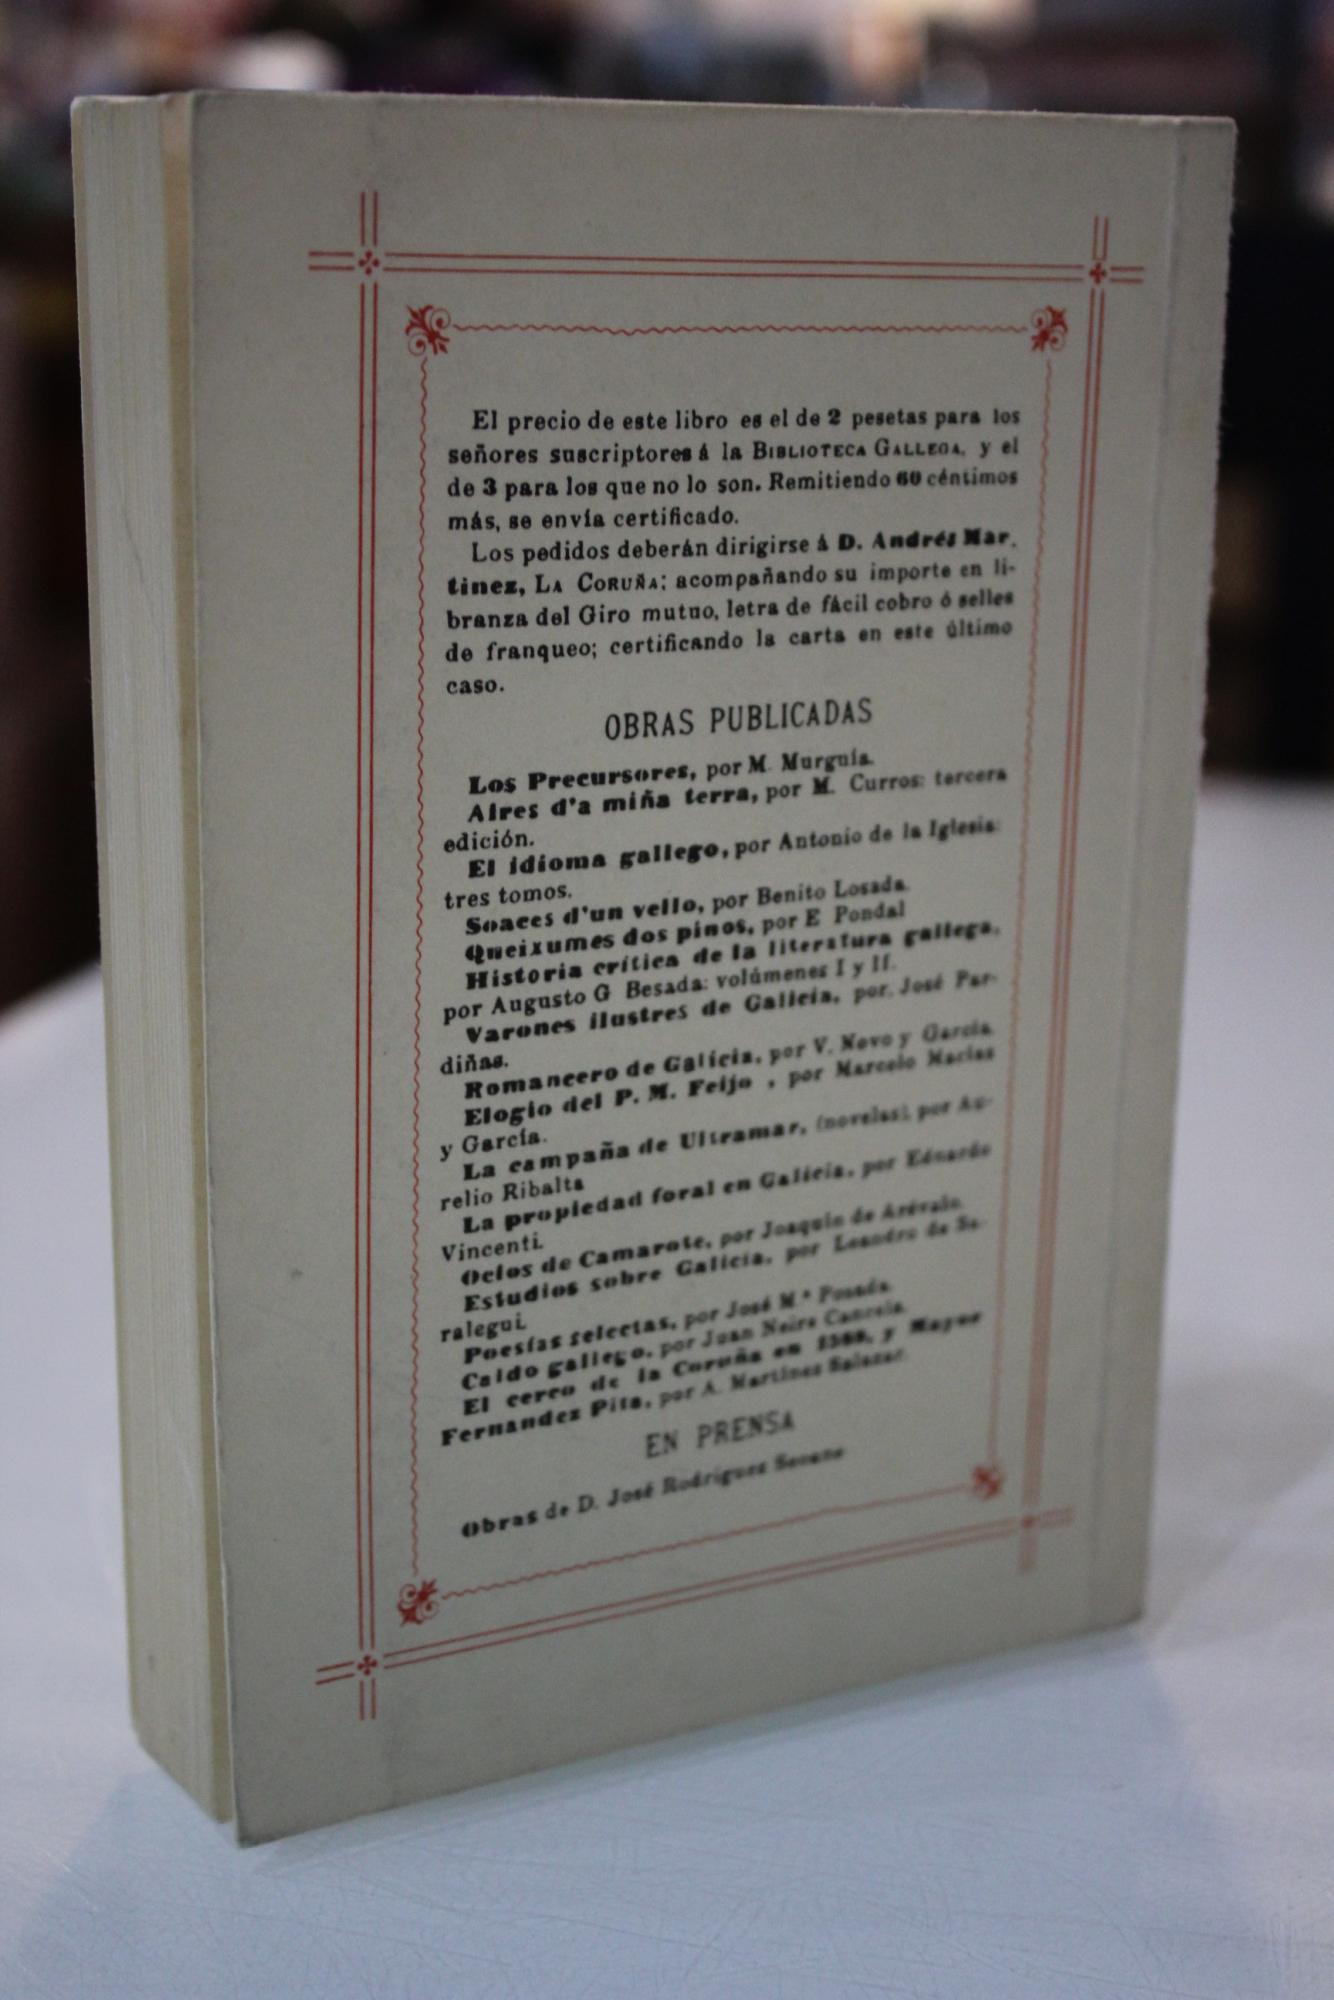 El precio de este libro es el de 2 pesetas para los
señores suscriptores á la BIBLIOTECA GALLEGA, y el
de 3 para los que no lo son. Remitiendo 60 céntimos
más, se envía certificado.
Los pedidos deberán dirigirse á D. Andrés Mar.
tinez, LA CORUÑA; acompañando su importe en li-
branza del Giro mutuo, letra de fácil cobro ó selles
de franqueo; certificando la carta en este último
caso.
OBRAS PUBLICADAS
Los Precursores, por M. Murguía.
Aires d'a miña terra, por M. Curros: tercera
edición.
El idioma gallego, por Antonio de la Iglesia:
tres tomos.
Soaces d'un vello, por Benito Losada.
Queixumes dos pinos, por E Pondal
Historia crítica de la literatura gallega,
por Augusto G Besada: volúmenes I y II.
Varones ilustres de Galicia, por José Par-
diñas.
Romancero de Galicia, por V. Novo y García
Elogio del P. M. Feijo , por Marcelo Macías
y García.
La campaña de Ultramar, (novelas), por Au-
relio Ribalta
La propiedad foral en Galicia, por Eduardo
Vincenti.
Ocios de Camarote, por Joaquín de Arévalo.
Estudios sobre Galicia, por Leandro de Sa-
ralegui.
Poesías selectas, por José M.ª Posada
Caldo gallego, por Juan Neira Cancela.
El cerco de la Coruña en 1589, y Mayor
Fernandez Pita, por A. Martínez Salazar.
EN PRENSA
Obras de D. José Rodríguez Seoane